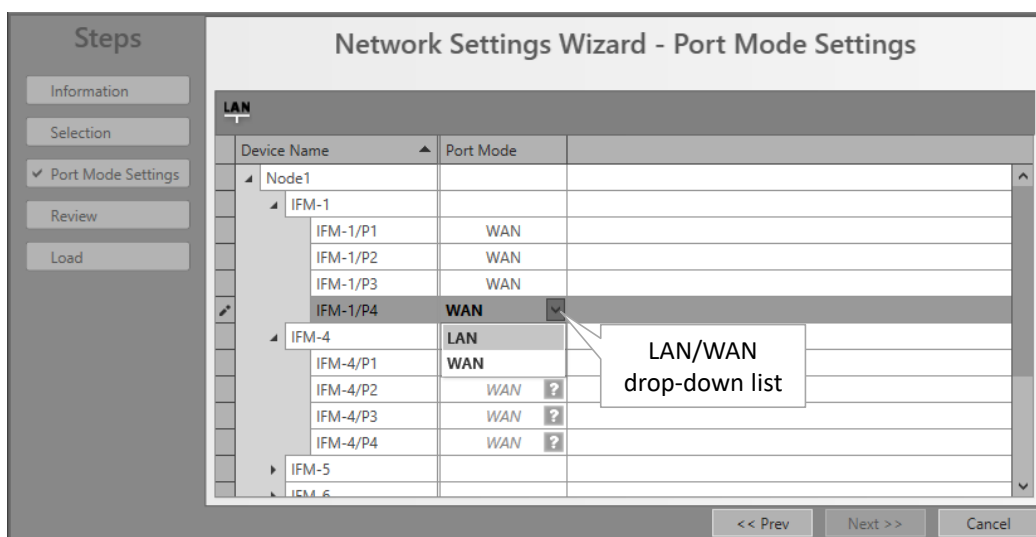 Steps
Network Settings Wizard - Port Mode Settings
Information
Selection
Port Mode Settings
Review
Load
LAN
Device Name Port Mode
Node1
IFM-1
IFM-1/P1 WAN
IFM-1/P2 WAN
IFM-1/P3 WAN
IFM-1/P4 WAN
IFM-4 LAN
IFM-4/P1 WAN
IFM-4/P2 WAN ?
IFM-4/P3 WAN ?
IFM-4/P4 WAN ?
IFM-5
IFM-6
LAN/WAN
drop-down list
<< Prev Next >> Cancel